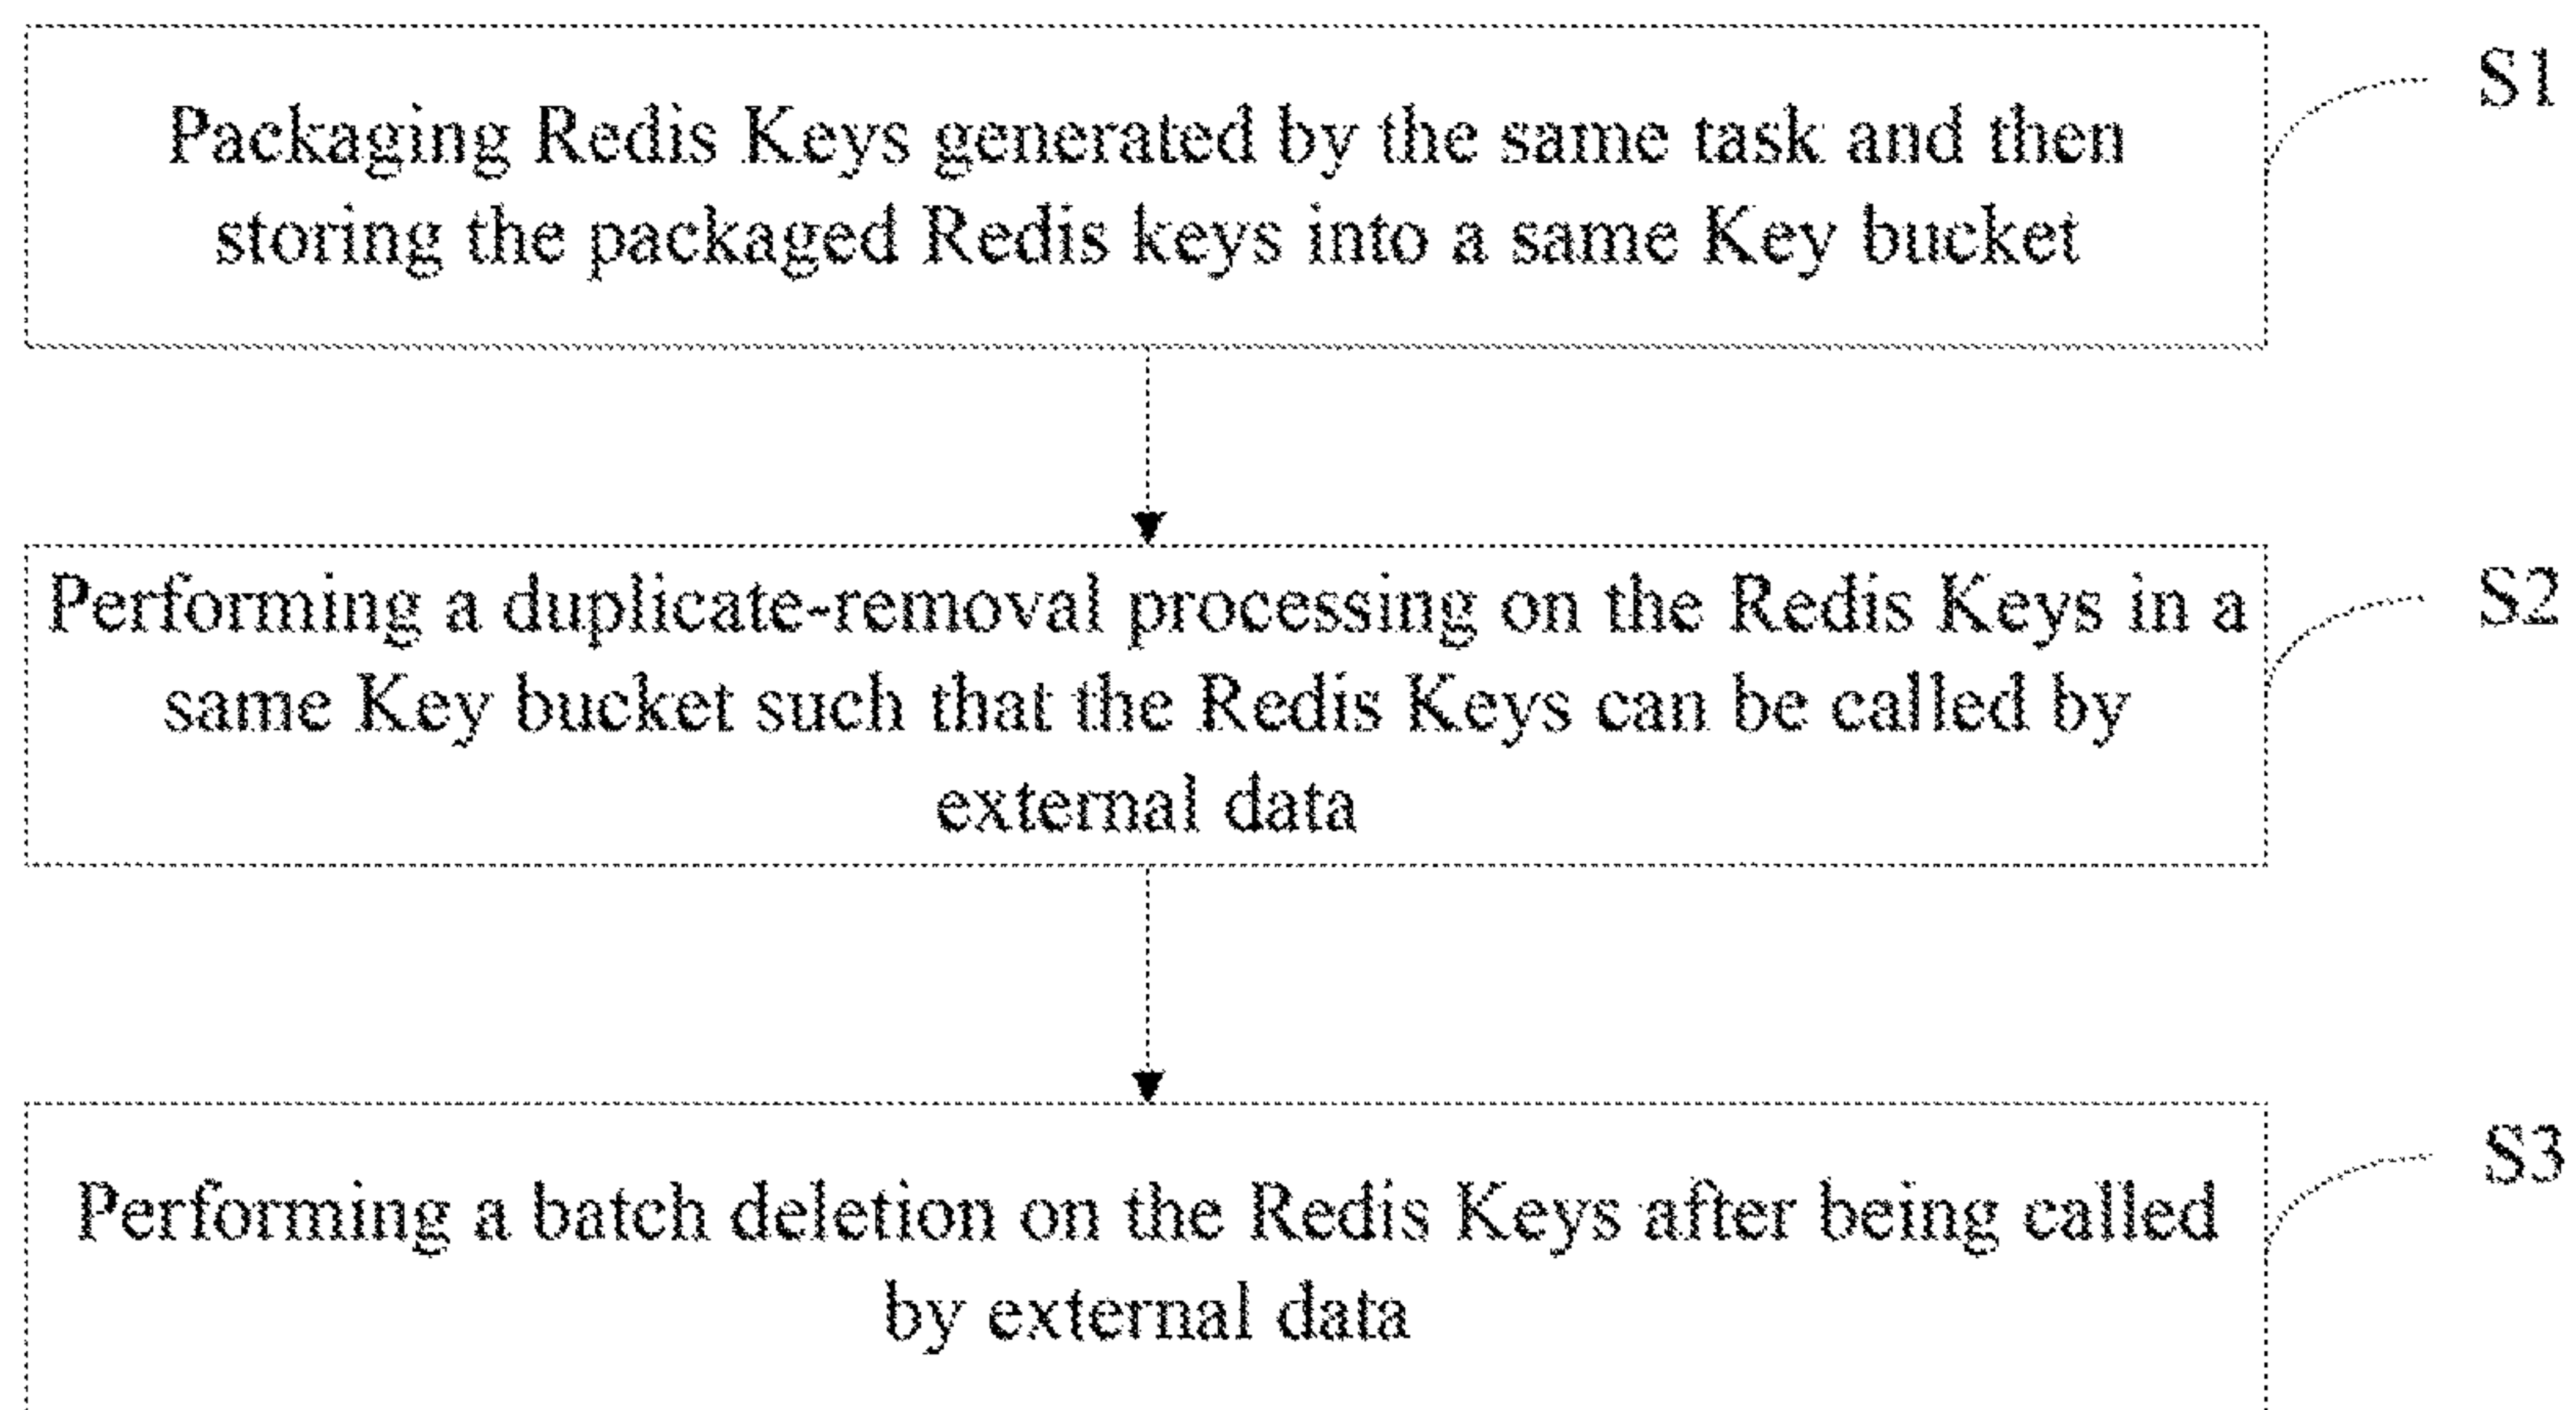 Packaging Redis Keys generated by the same task and then
storing the packaged Redis keys into a same Key bucket
S1
Performing a duplicate-removal processing on the Redis Keys in a
same Key bucket such that the Redis Keys can be called by
external data
S2
Performing a batch deletion on the Redis Keys after being called
by external data
S3